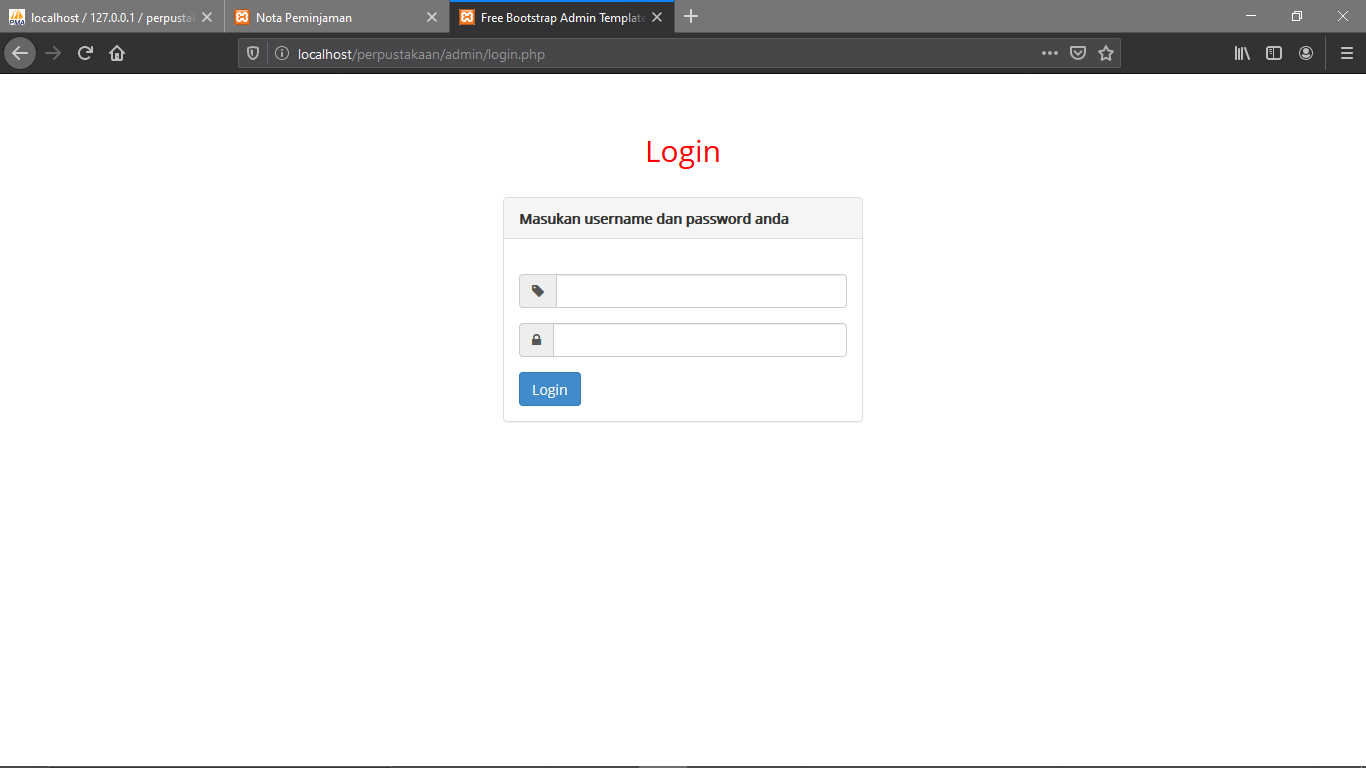 localhost / 127.0.0.1 / perpusta
Nota Peminjaman
Free Bootstrap Admin Template
localhost/perpustakaan/admin/login.php
Login
Masukan username dan password anda
Login